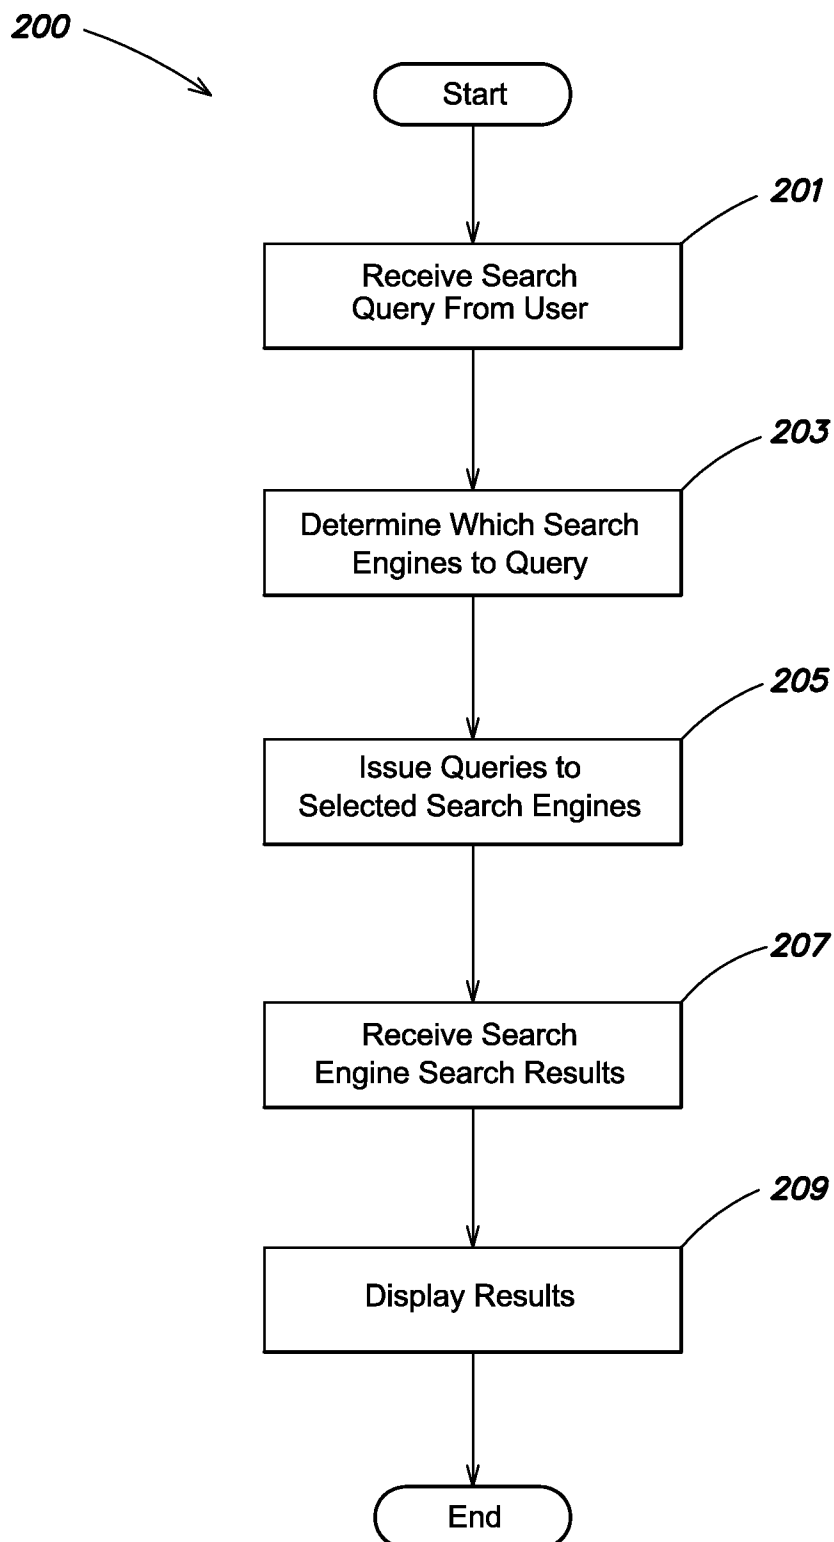 200
Start
201
Receive Search
Query From User
203
Determine Which Search
Engines to Query
205
Issue Queries to
Selected Search Engines
207
Receive Search
Engine Search Results
209
Display Results
End